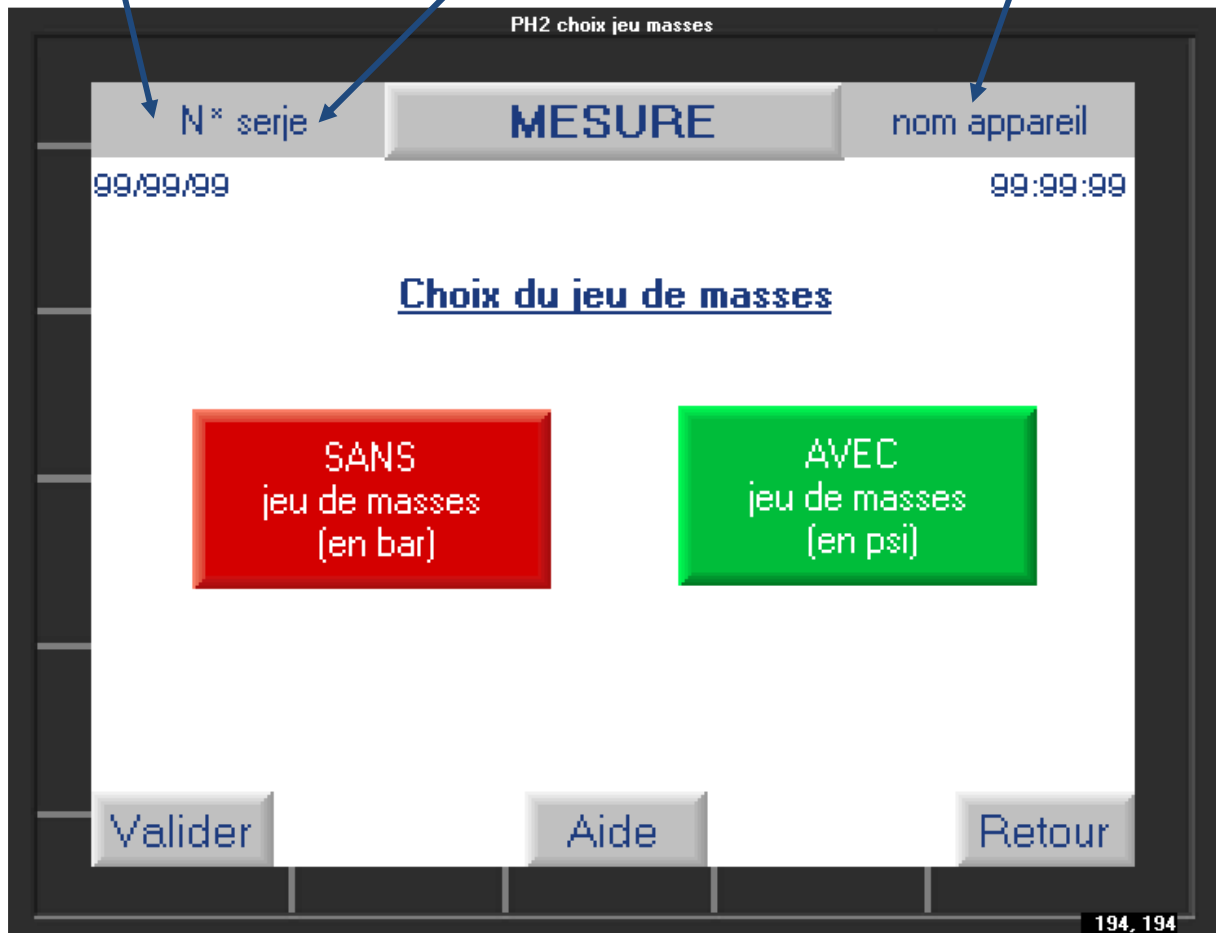 PH2 choix jeu masses
N* serje
MESURE
nom appareil
99/99/99
99:99:99
Choix du jeu de masses
SANS
jeu de masses
(en bar)
AVEC
jeu de masses
(en psi)
Valider
Aide
Retour
194, 194